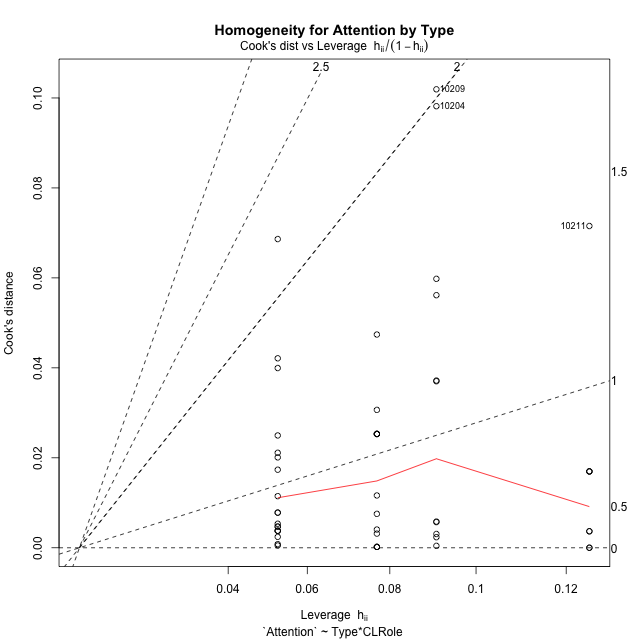 Homogeneity for Attention by Type
Cook's dist vs Leverage h_ii/(1 − h_ii)
2.5
2
10209
10204
1.5
10211
1
0.5
0
0.10
0.08
0.06
0.04
0.02
0.00
Cook's distance
0.04 0.06 0.08 0.1 0.12
Leverage h_ii
`Attention` ~ Type*CLRole